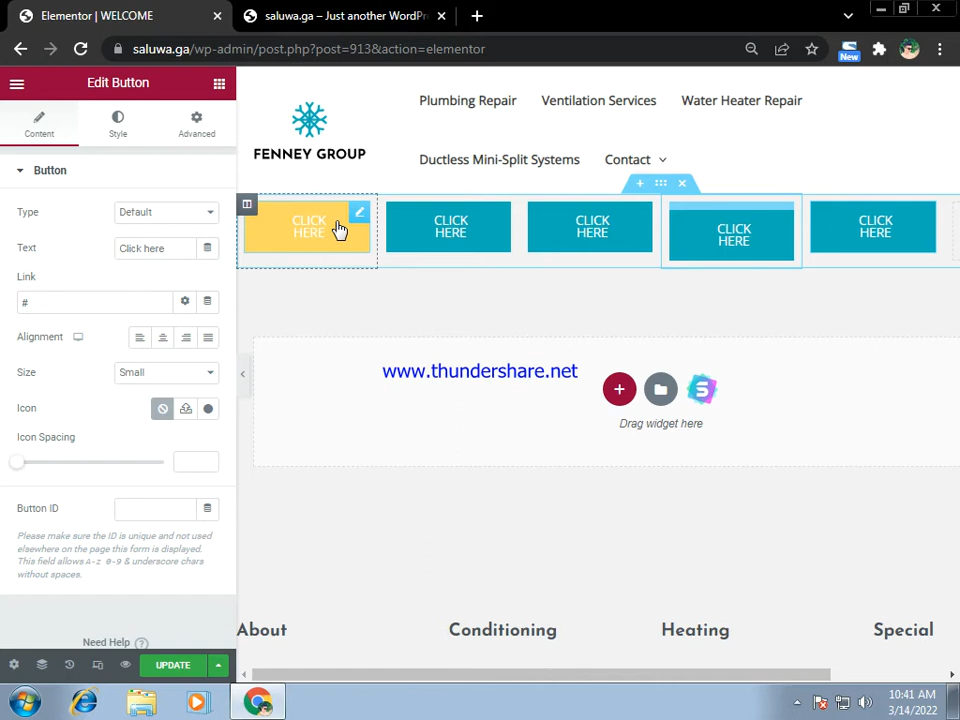 Elementor | WELCOME
saluwa.ga – Just another WordPr
saluwa.ga/wp-admin/post.php?post=913&action=elementor
New
Edit Button
Content
Style
Advanced
Button
Type
Default
Text
Click here
Link
#
Alignment
Size
Small
Icon
Icon Spacing
Button ID
Please make sure the ID is unique and not used
elsewhere on the page this form is displayed.
This field allows A-z 0-9 & underscore chars
without spaces.
Need Help
UPDATE
FENNEY GROUP
Plumbing Repair
Ventilation Services
Water Heater Repair
Ductless Mini-Split Systems
Contact
CLICK
HERE
CLICK
HERE
CLICK
HERE
CLICK
HERE
CLICK
HERE
www.thundershare.net
Drag widget here
About
Conditioning
Heating
Special
10:41 AM
3/14/2022